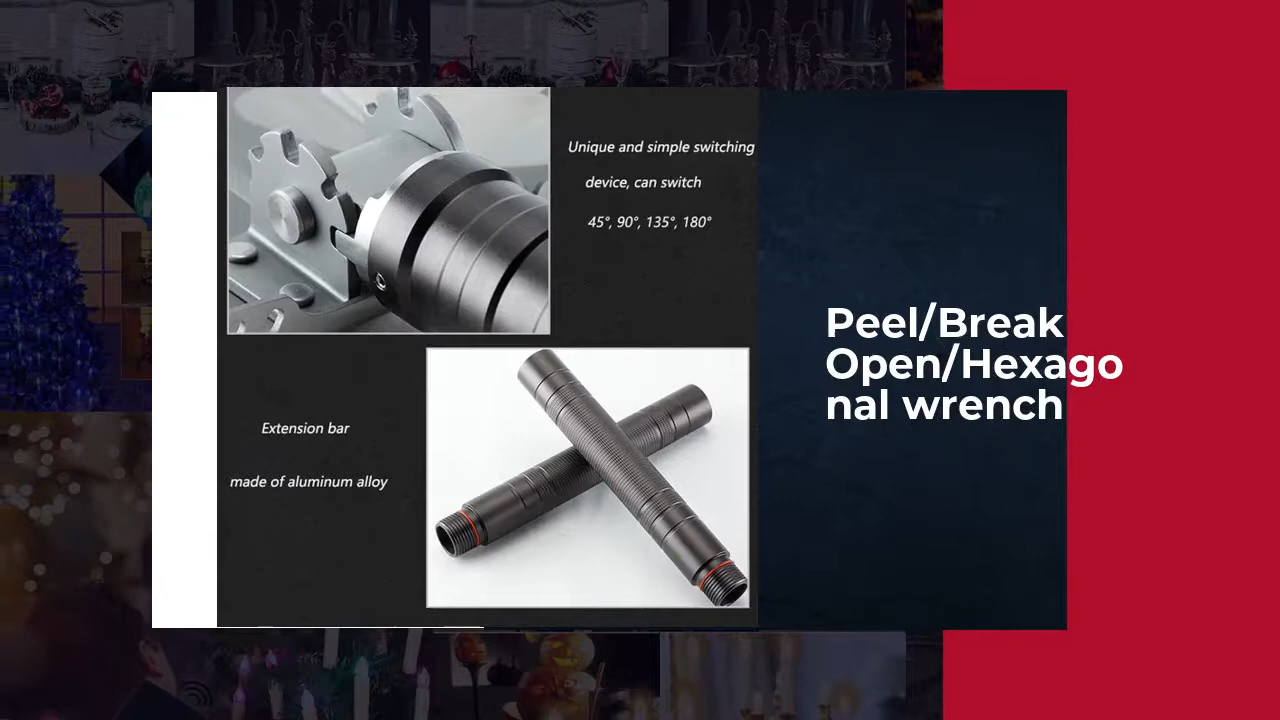 Unique and simple switching
device, can switch
45°, 90°, 135°, 180°
Peel/Break
Open/Hexago
nal wrench
Extension bar
made of aluminum alloy